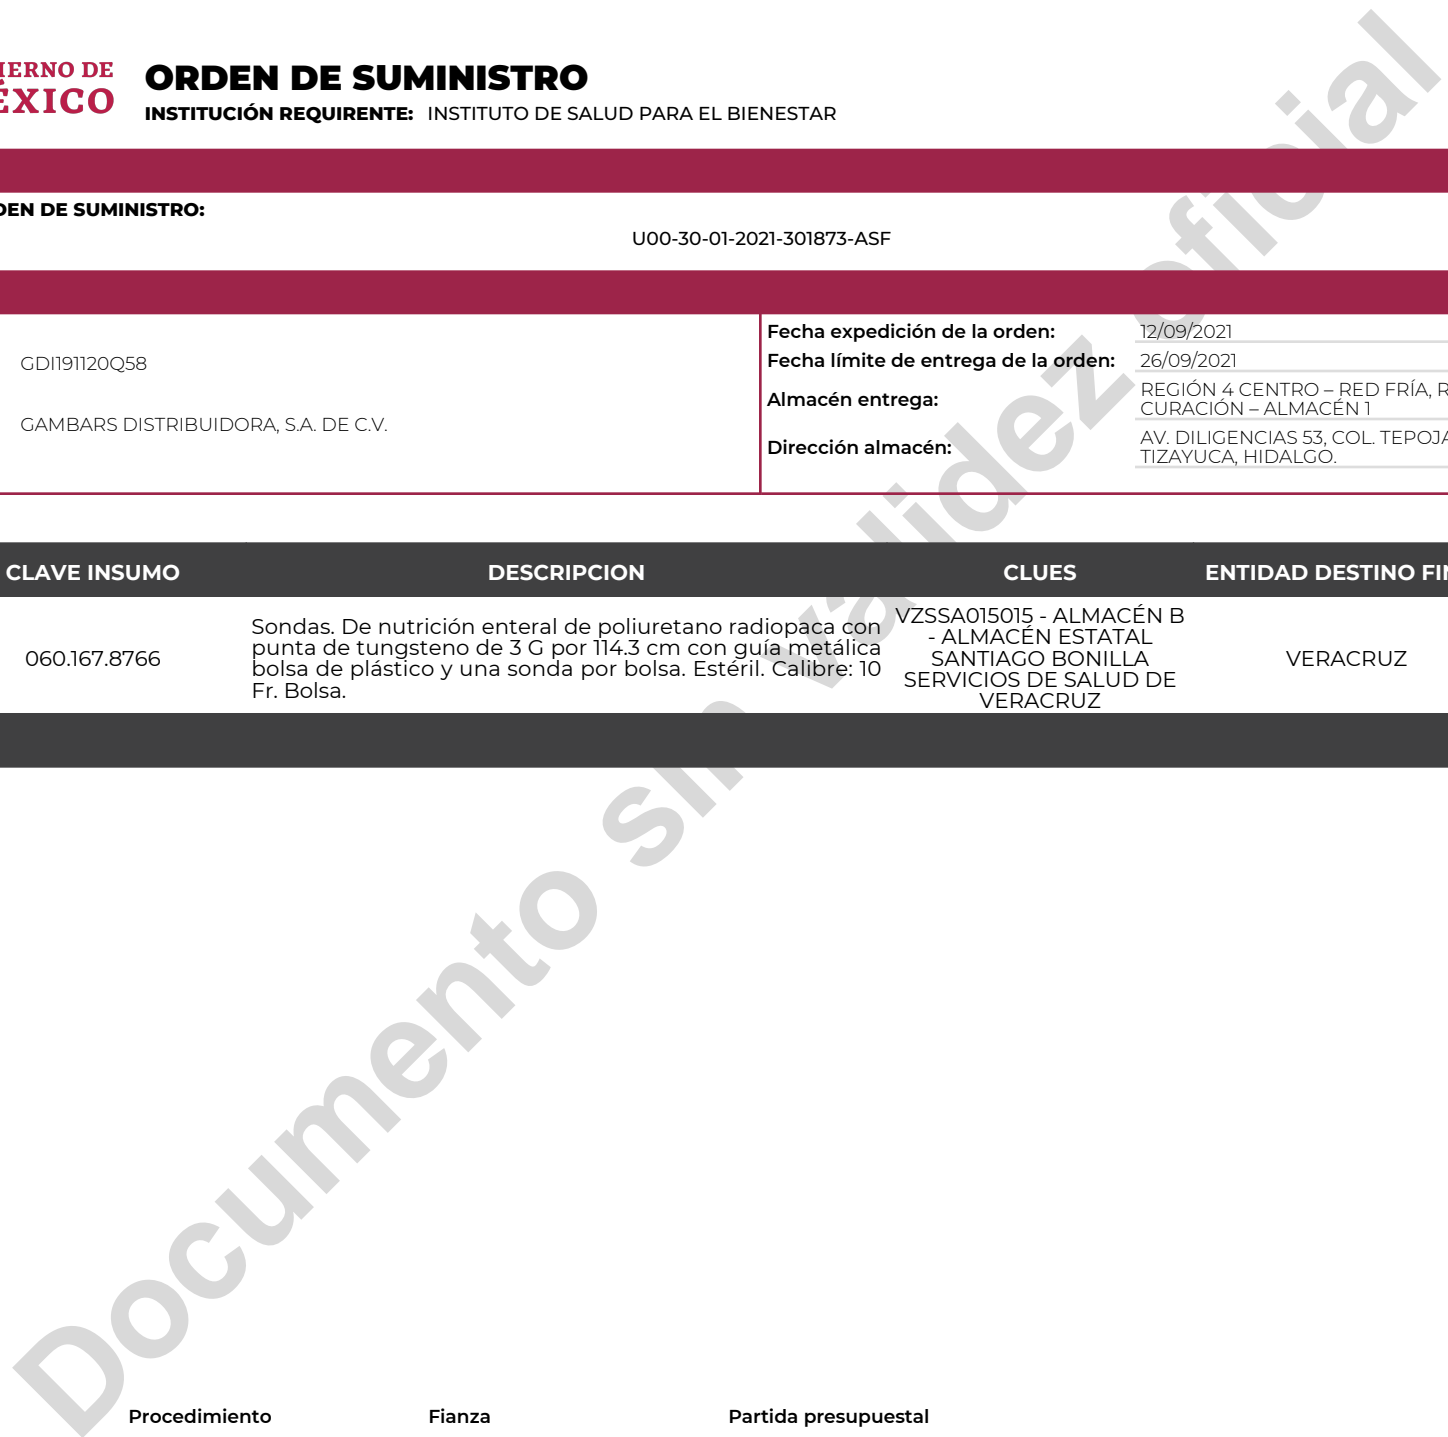 IERNO DE
ÉXICO
ORDEN DE SUMINISTRO
INSTITUCIÓN REQUIRENTE: INSTITUTO DE SALUD PARA EL BIENESTAR
DEN DE SUMINISTRO:
U00-30-01-2021-301873-ASF
GDI191120Q58
GAMBARS DISTRIBUIDORA, S.A. DE C.V.
Fecha expedición de la orden: 12/09/2021
Fecha límite de entrega de la orden: 26/09/2021
Almacén entrega: REGIÓN 4 CENTRO – RED FRÍA, R
CURACIÓN – ALMACÉN 1
Dirección almacén: AV. DILIGENCIAS 53, COL. TEPOJA
TIZAYUCA, HIDALGO.
CLAVE INSUMO DESCRIPCION CLUES ENTIDAD DESTINO FIN
060.167.8766
Sondas. De nutrición enteral de poliuretano radiopaca con
punta de tungsteno de 3 G por 114.3 cm con guía metálica
bolsa de plástico y una sonda por bolsa. Estéril. Calibre: 10
Fr. Bolsa.
VZSSA015015 - ALMACÉN B
- ALMACÉN ESTATAL
SANTIAGO BONILLA
SERVICIOS DE SALUD DE
VERACRUZ
VERACRUZ
Documento sin validez oficial
Procedimiento Fianza Partida presupuestal